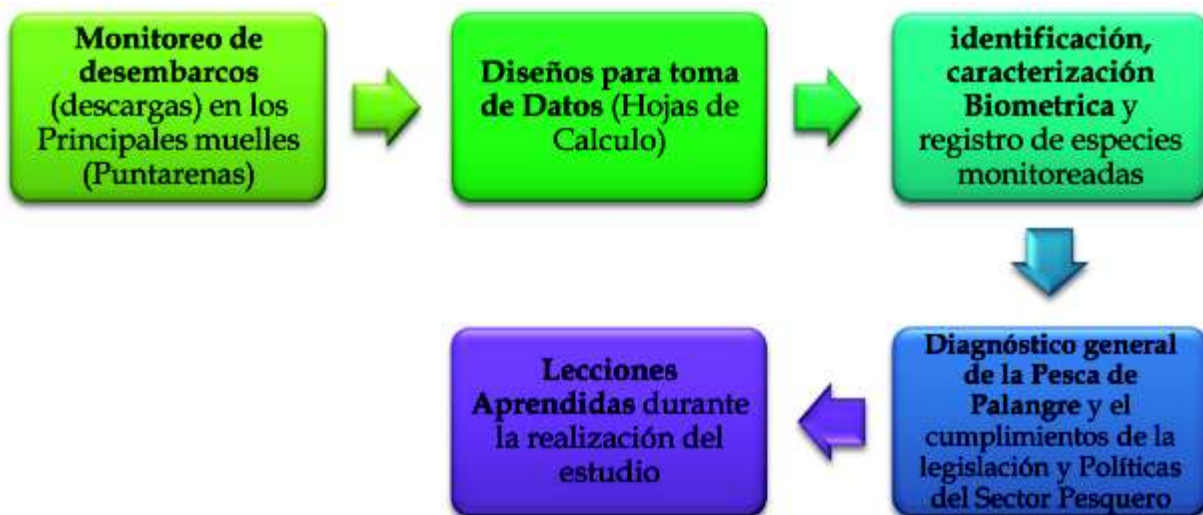 Monitoreo de
desembarcos
(descargas) en los
Principales muelles
(Puntarenas)
Diseños para toma
de Datos (Hojas de
Calculo)
identificación,
caracterización
Biometrica y
registro de especies
monitoreadas
Diagnóstico general
de la Pesca de
Palangre y el
cumplimientos de la
legislación y Políticas
del Sector Pesquero
Lecciones
Aprendidas durante
la realización del
estudio